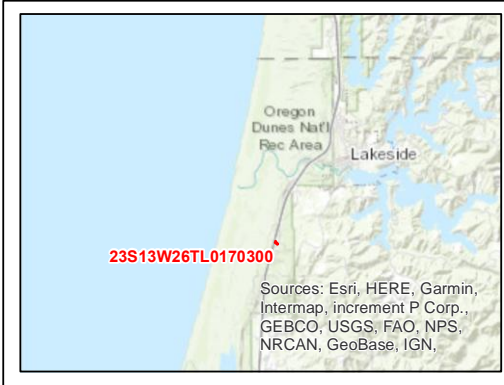 Oregon
Dunes Nat'l
Rec Area
Lakeside
23S13W26TL0170300
Sources: Esri, HERE, Garmin,
Intermap, increment P Corp.,
GEBCO, USGS, FAO, NPS,
NRCAN, GeoBase, IGN,